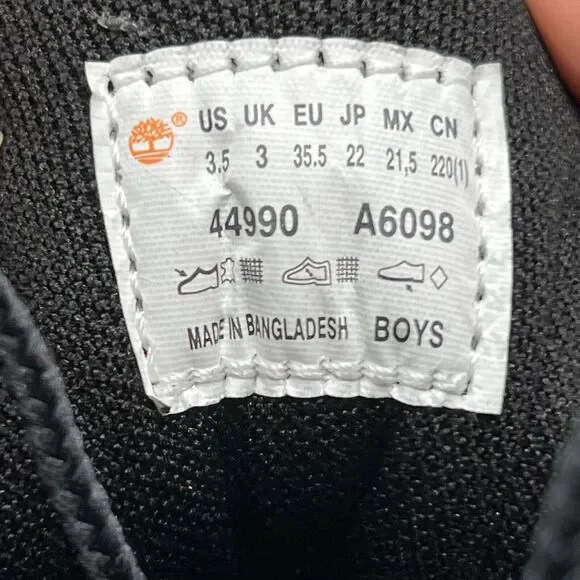 ® US UK EU JP MX CN
3.5 3 35.5 22 21,5 220(1)
44990 A6098
MADE IN BANGLADESH BOYS